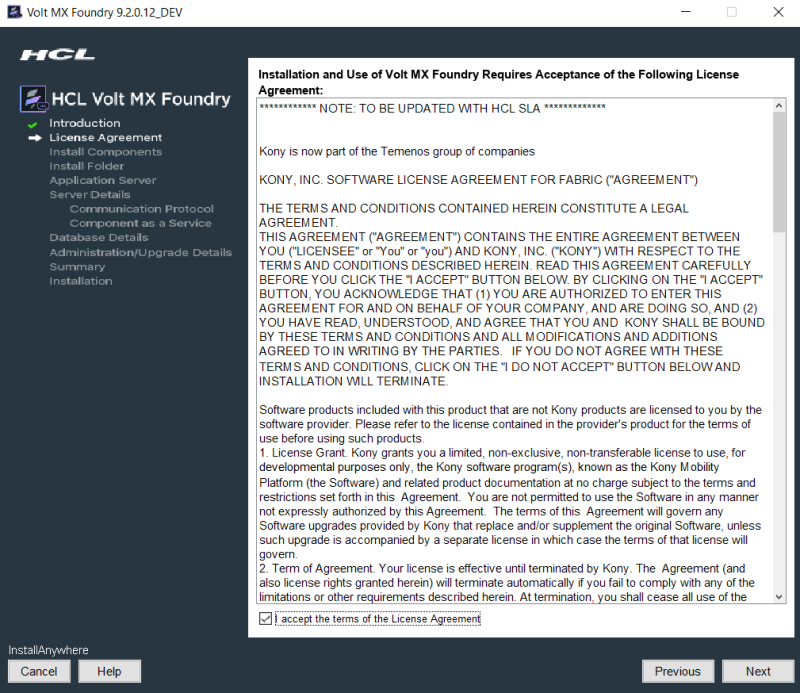 Volt MX Foundry 9.2.0.12_DEV
HCL
HCL Volt MX Foundry
Introduction
License Agreement
Install Components
Install Folder
Application Server
Server Details
Communication Protocol
Component as a Service
Database Details
Administration/Upgrade Details
Summary
Installation
Installation and Use of Volt MX Foundry Requires Acceptance of the Following License
Agreement:
************ NOTE: TO BE UPDATED WITH HCL SLA *************
Kony is now part of the Temenos group of companies
KONY, INC. SOFTWARE LICENSE AGREEMENT FOR FABRIC ("AGREEMENT")
THE TERMS AND CONDITIONS CONTAINED HEREIN CONSTITUTE A LEGAL
AGREEMENT.
THIS AGREEMENT ("AGREEMENT") CONTAINS THE ENTIRE AGREEMENT BETWEEN
YOU ("LICENSEE" or "You" or "you") AND KONY, INC. ("KONY") WITH RESPECT TO THE
TERMS AND CONDITIONS DESCRIBED HEREIN. READ THIS AGREEMENT CAREFULLY
BEFORE YOU CLICK THE "I ACCEPT" BUTTON BELOW. BY CLICKING ON THE "I ACCEPT"
BUTTON, YOU ACKNOWLEDGE THAT (1) YOU ARE AUTHORIZED TO ENTER THIS
AGREEMENT FOR AND ON BEHALF OF YOUR COMPANY, AND ARE DOING SO, AND (2)
YOU HAVE READ, UNDERSTOOD, AND AGREE THAT YOU AND  KONY SHALL BE BOUND
BY THESE TERMS AND CONDITIONS AND ALL MODIFICATIONS AND ADDITIONS
AGREED TO IN WRITING BY THE PARTIES.   IF YOU DO NOT AGREE WITH THESE
TERMS AND CONDITIONS, CLICK ON THE "I DO NOT ACCEPT" BUTTON BELOW AND
INSTALLATION WILL TERMINATE.
Software products included with this product that are not Kony products are licensed to you by the
software provider. Please refer to the license contained in the provider's product for the terms of
use before using such products.
1. License Grant. Kony grants you a limited, non-exclusive, non-transferable license to use, for
developmental purposes only, the Kony software program(s), known as the Kony Mobility
Platform (the Software) and related product documentation at no charge subject to the terms and
restrictions set forth in this  Agreement.  You are not permitted to use the Software in any manner
not expressly authorized by this Agreement.  The terms of this  Agreement will govern any
Software upgrades provided by Kony that replace and/or supplement the original Software, unless
such upgrade is accompanied by a separate license in which case the terms of that license will
govern.
2. Term of Agreement. Your license is effective until terminated by Kony. The  Agreement (and
also license rights granted herein) will terminate automatically if you fail to comply with any of the
limitations or other requirements described herein. At termination, you shall cease all use of the
I accept the terms of the License Agreement
InstallAnywhere
Cancel
Help
Previous
Next